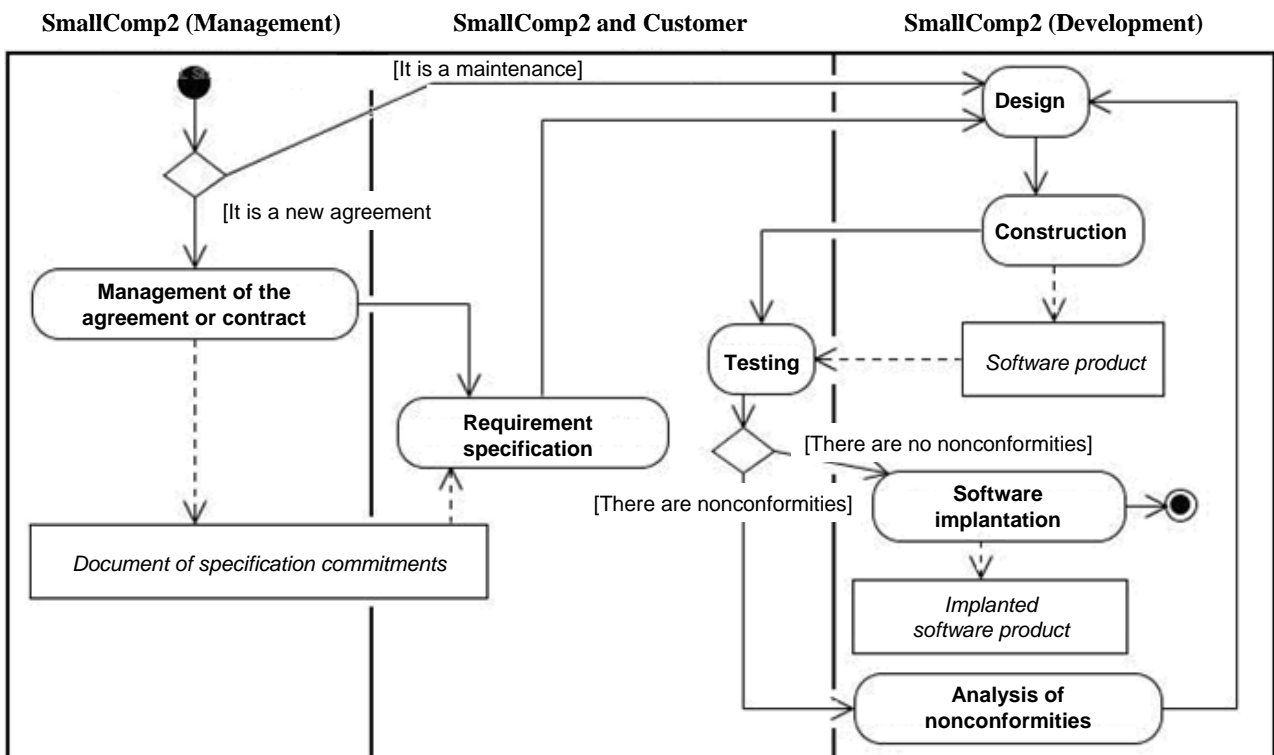 SmallComp2 (Management)
SmallComp2 and Customer
SmallComp2 (Development)
[It is a maintenance]
Design
[It is a new agreement
Construction
Management of the
agreement or contract
Testing
Software product
Requirement
specification
[There are no nonconformities]
[There are nonconformities]
Software
implantation
Document of specification commitments
Implanted
software product
Analysis of
nonconformities